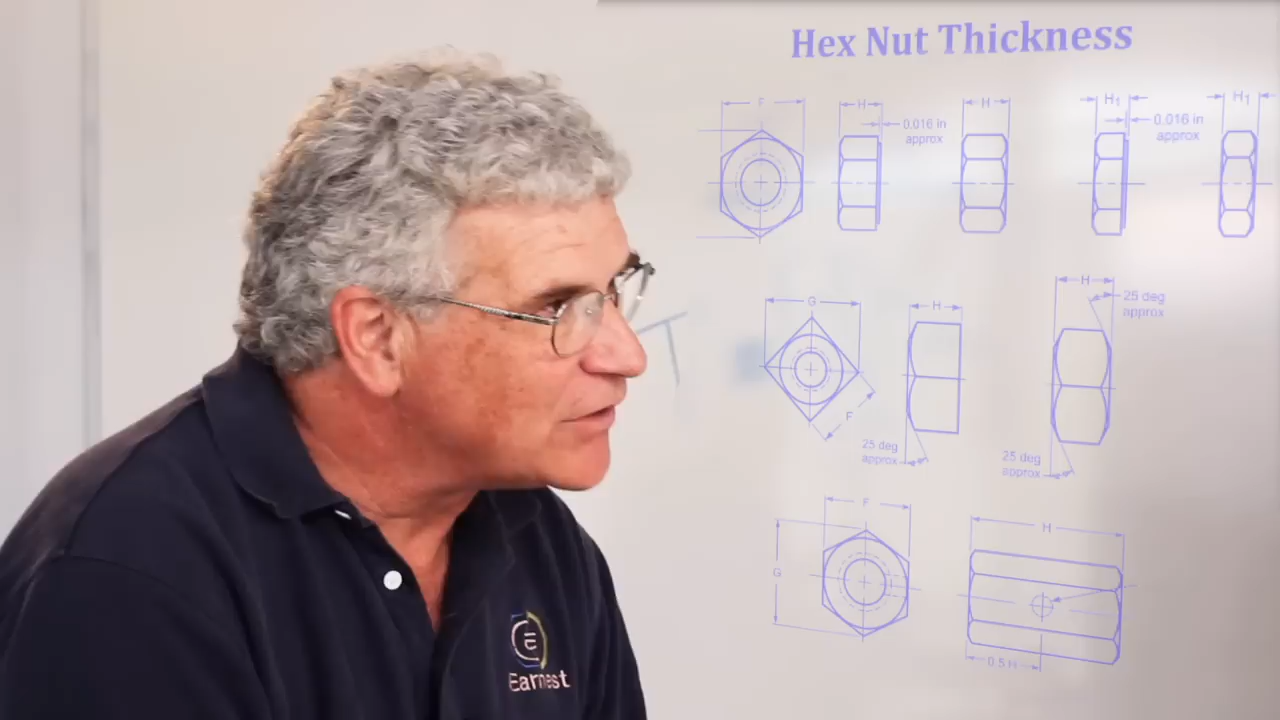 Hex Nut Thickness
F
H
0.016 in
approx
H
H1
0.016 in
approx
H1
G
F
25 deg
approx
H
H
25 deg
approx
25 deg
approx
F
G
H
0.5 H
E
Earnest